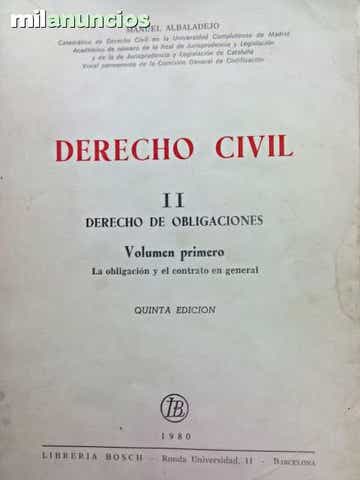 milanuncios
MANUEL ALBALADEJO
Catedrático de Derecho Civil en la Universidad Complutense de Madrid
Académico de número de la Real de Jurisprudencia y Legislación
y de la de Jurisprudencia y Legislación de Cataluña
Vocal permanente de la Comisión General de Codificación
DERECHO CIVIL
II
DERECHO DE OBLIGACIONES
Volumen primero
La obligación y el contrato en general
QUINTA EDICION
LB
1980
LIBRERIA BOSCH — Ronda Universidad, 11 - BARCELONA